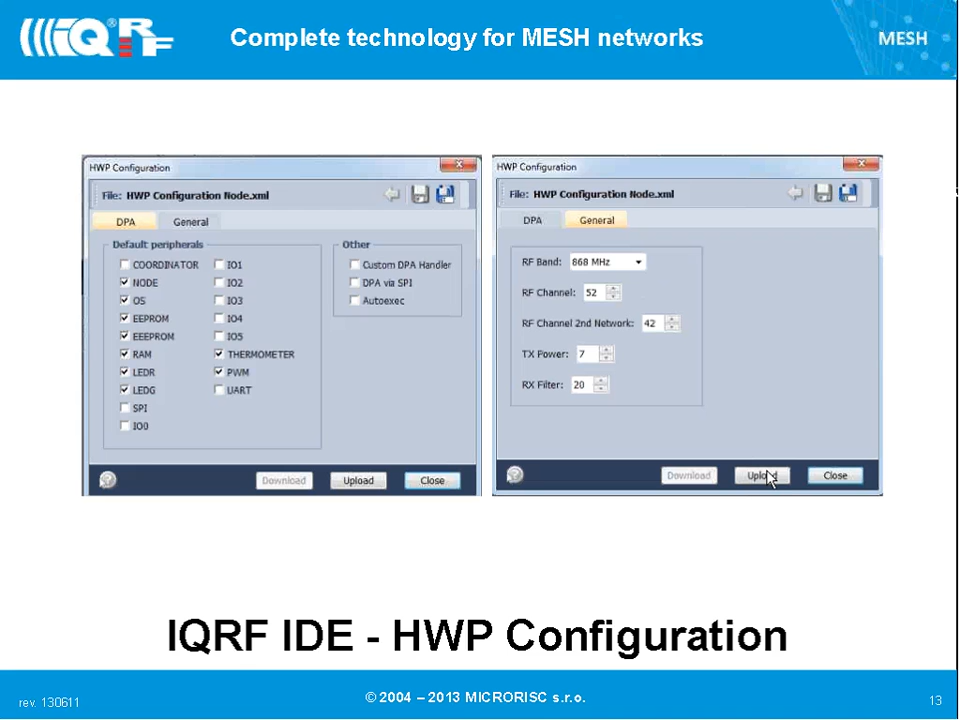 IQRF
Complete technology for MESH networks
MESH
HWP Configuration
File: HWP Configuration Node.xml
DPA General
Default peripherals
COORDINATOR
NODE
OS
EEPROM
EEEPROM
RAM
LEDR
LEDG
SPI
IO0
IO1
IO2
IO3
IO4
IO5
THERMOMETER
PWM
UART
Other
Custom DPA Handler
DPA via SPI
Autoexec
Download Upload Close
HWP Configuration
File: HWP Configuration Node.xml
DPA General
RF Band: 868 MHz
RF Channel: 52
RF Channel 2nd Network: 42
TX Power: 7
RX Filter: 20
Download Upload Close
IQRF IDE - HWP Configuration
rev. 130611
© 2004 – 2013 MICRORISC s.r.o.
13